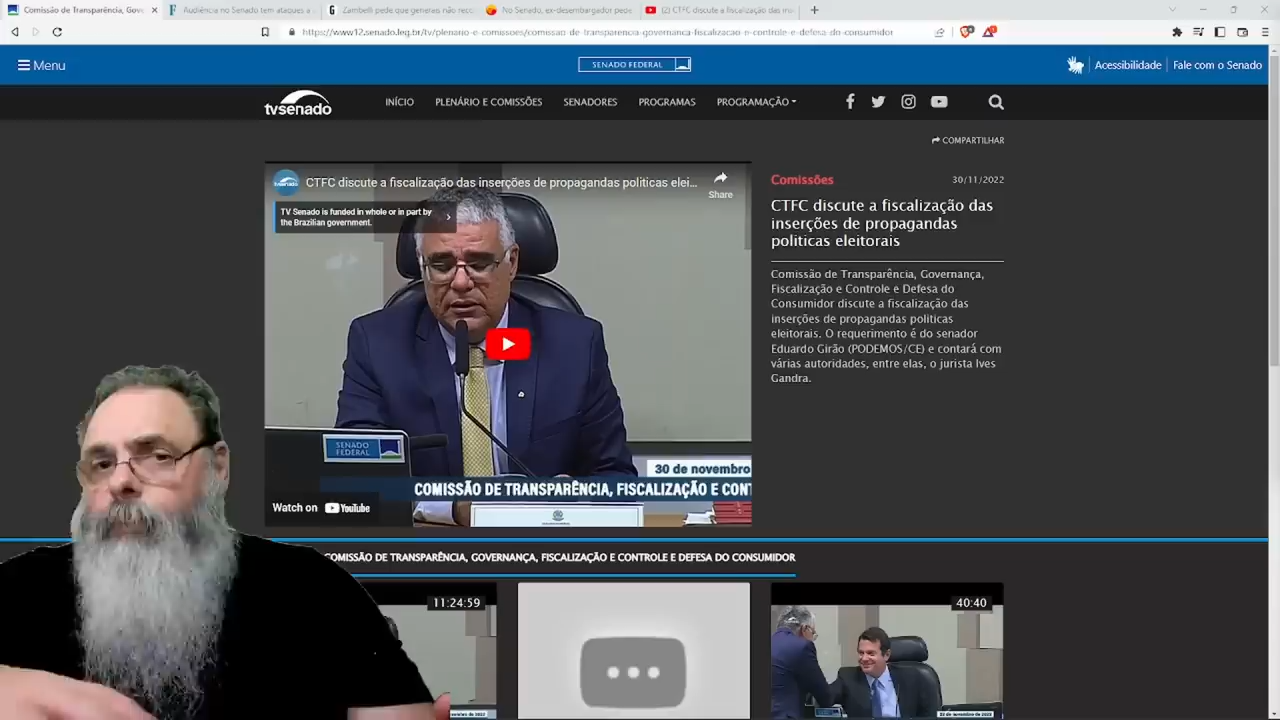 Comissão de Transparência, Gove
Audiência no Senado tem ataques a
Zambelli pede que generais não reco
No Senado, ex-desembargador pede
(2) CTFC discute a fiscalização das ins
https://www12.senado.leg.br/tv/plenario-e-comissoes/comissao-de-transparencia-governanca-fiscalizacao-e-controle-e-defesa-do-consumidor
Menu
SENADO FEDERAL
Acessibilidade
Fale com o Senado
tvsenado
INÍCIO
PLENÁRIO E COMISSÕES
SENADORES
PROGRAMAS
PROGRAMAÇÃO
COMPARTILHAR
CTFC discute a fiscalização das inserções de propagandas politicas elei...
Share
TV Senado is funded in whole or in part by
the Brazilian government.
SENADO
FEDERAL
30 de novembro
COMISSÃO DE TRANSPARÊNCIA, FISCALIZAÇÃO E CONT
Watch on YouTube
Comissões
30/11/2022
CTFC discute a fiscalização das
inserções de propagandas
politicas eleitorais
Comissão de Transparência, Governança,
Fiscalização e Controle e Defesa do
Consumidor discute a fiscalização das
inserções de propagandas politicas
eleitorais. O requerimento é do senador
Eduardo Girão (PODEMOS/CE) e contará com
várias autoridades, entre elas, o jurista Ives
Gandra.
COMISSÃO DE TRANSPARÊNCIA, GOVERNANÇA, FISCALIZAÇÃO E CONTROLE E DEFESA DO CONSUMIDOR
11:24:59
40:40